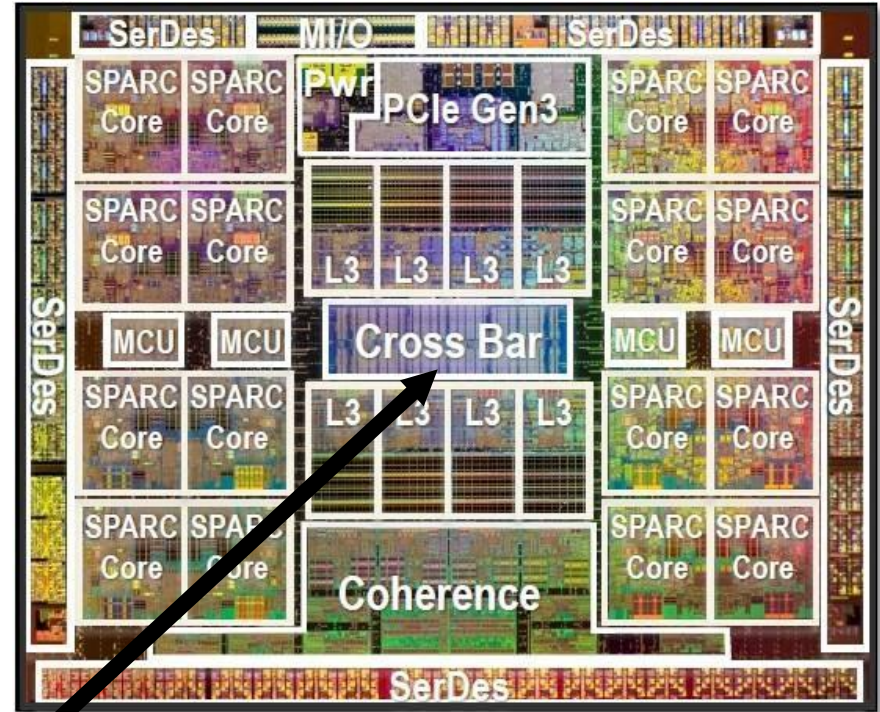 SerDes MI/O SerDes
SPARC Core
SPARC Core
Pwr
PCIe Gen3
SPARC Core
SPARC Core
SPARC Core
SPARC Core
L3 L3 L3 L3
SPARC Core
SPARC Core
SerDes
MCU MCU
Cross Bar
MCU MCU
SerDes
SPARC Core
SPARC Core
L3 L3 L3 L3
SPARC Core
SPARC Core
SPARC Core
SPARC Core
Coherence
SPARC Core
SPARC Core
SerDes